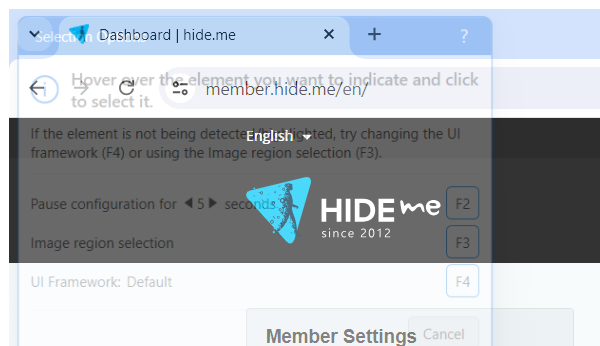 Selection Options
Dashboard | hide.me
?
Hover over the element you want to indicate and click
to select it.
member.hide.me/en/
English
If the element is not being detected/highlighted, try changing the UI
framework (F4) or using the Image region selection (F3).
HIDE me
since 2012
Pause configuration for 5 seconds
F2
Image region selection
F3
UI Framework: Default
F4
Member Settings
Cancel